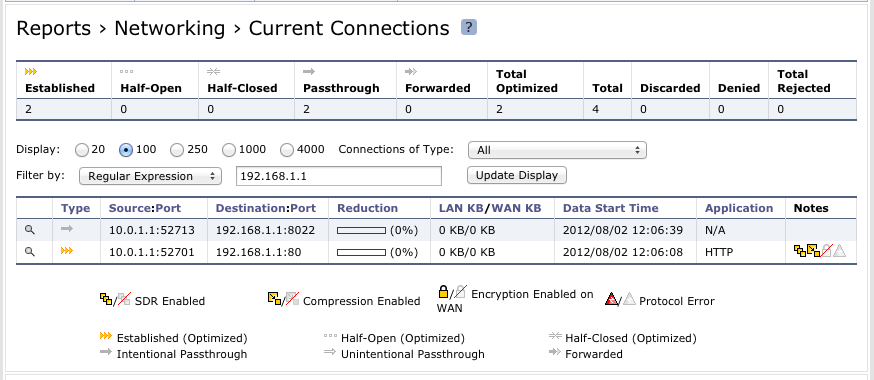 Reports › Networking › Current Connections ?
Established Half-Open Half-Closed Passthrough Forwarded Total Optimized Total Discarded Denied Total Rejected
2 0 0 2 0 2 4 0 0 0
Display: 20 100 250 1000 4000 Connections of Type: All
Filter by: Regular Expression 192.168.1.1 Update Display
Type Source:Port Destination:Port Reduction LAN KB/WAN KB Data Start Time Application Notes
10.0.1.1:52713 192.168.1.1:8022 (0%) 0 KB/0 KB 2012/08/02 12:06:39 N/A
10.0.1.1:52701 192.168.1.1:80 (0%) 0 KB/0 KB 2012/08/02 12:06:08 HTTP
/ SDR Enabled / Compression Enabled / Encryption Enabled on WAN / Protocol Error
Established (Optimized) Half-Open (Optimized) Half-Closed (Optimized)
Intentional Passthrough Unintentional Passthrough Forwarded